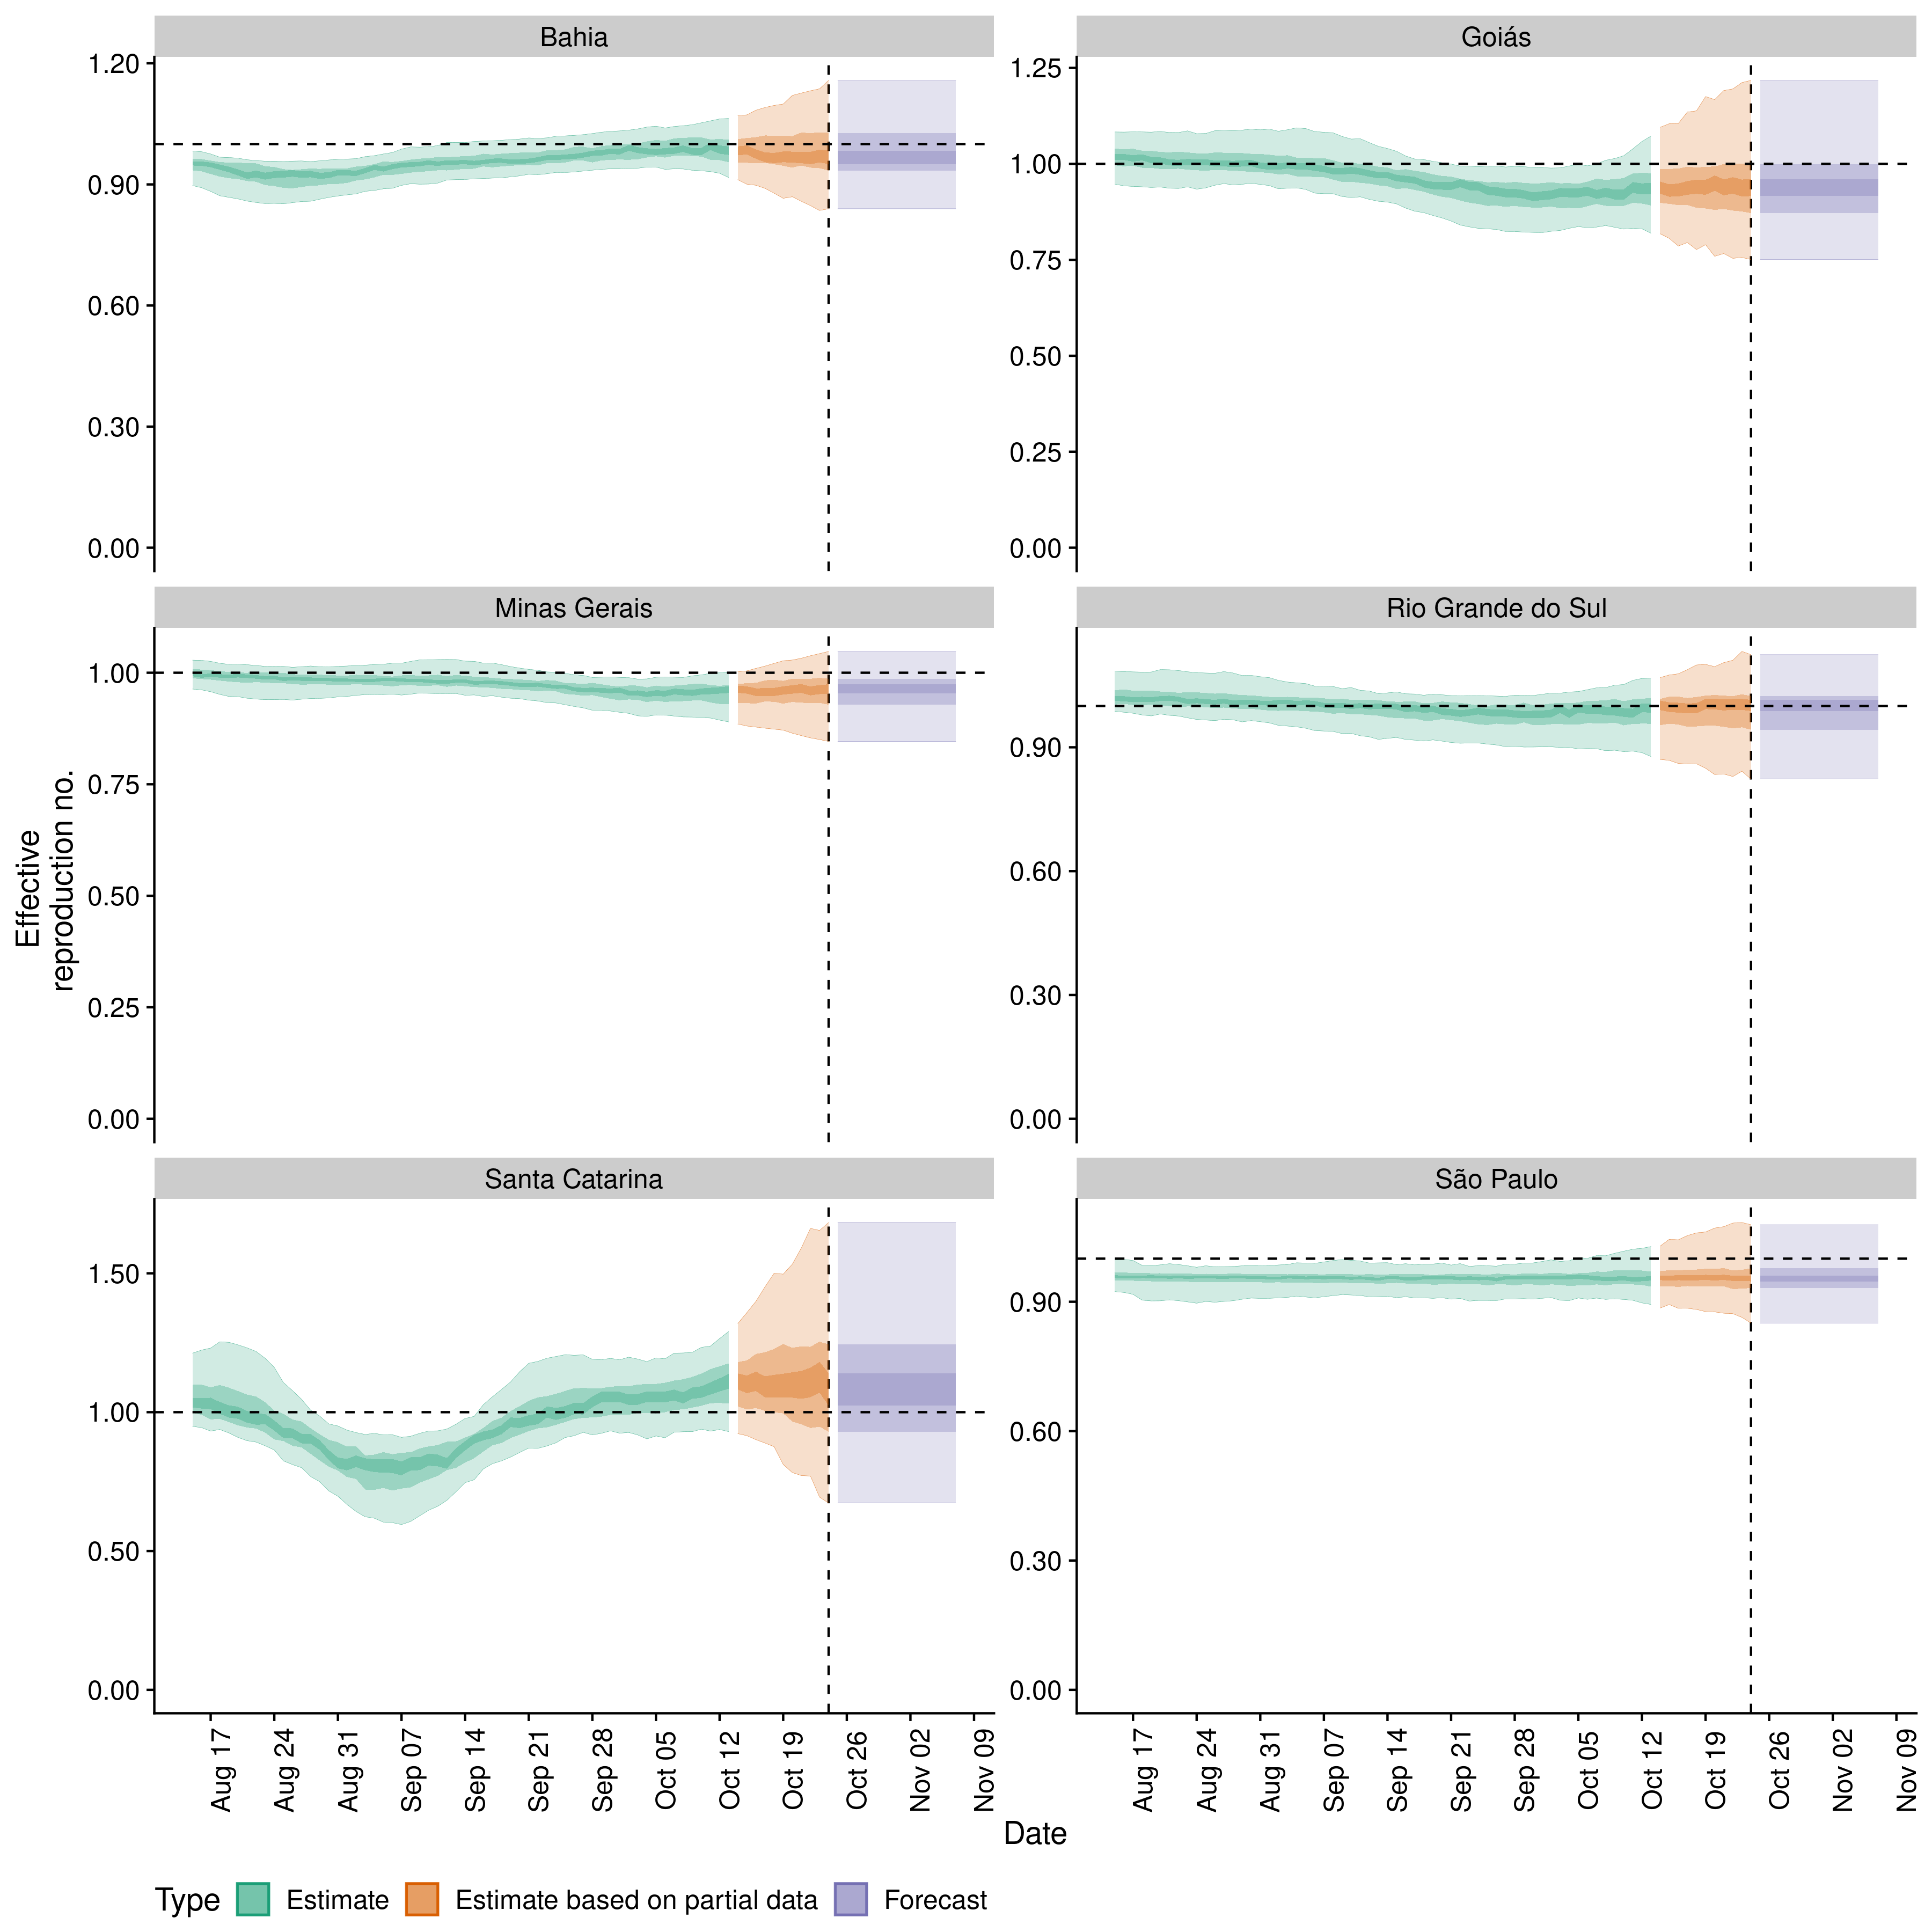 Bahia
Goiás
1.20
0.90
0.60
0.30
0.00
1.25
1.00
0.75
0.50
0.25
0.00
Minas Gerais
Rio Grande do Sul
1.00
0.75
0.50
0.25
0.00
0.90
0.60
0.30
0.00
Effective
reproduction no.
Santa Catarina
São Paulo
1.50
1.00
0.50
0.00
0.90
0.60
0.30
0.00
Aug 17
Aug 24
Aug 31
Sep 07
Sep 14
Sep 21
Sep 28
Oct 05
Oct 12
Oct 19
Oct 26
Nov 02
Nov 09
Aug 17
Aug 24
Aug 31
Sep 07
Sep 14
Sep 21
Sep 28
Oct 05
Oct 12
Oct 19
Oct 26
Nov 02
Nov 09
Date
Type Estimate Estimate based on partial data Forecast